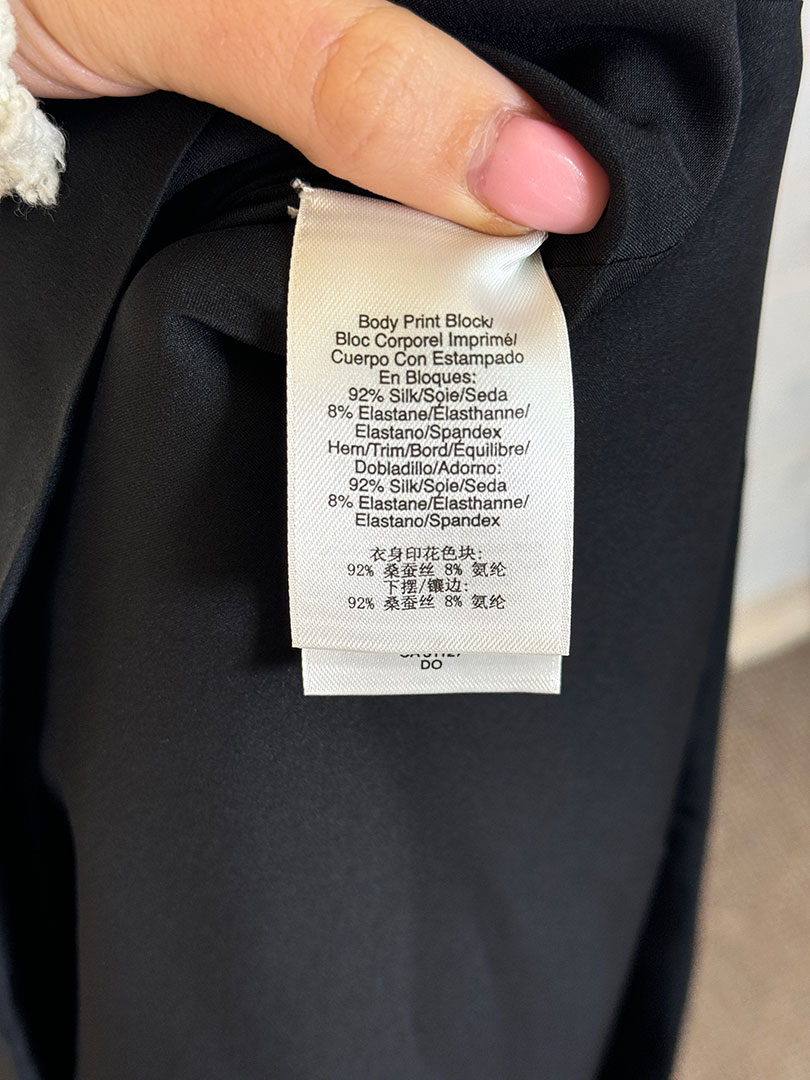 Body Print Block/
Bloc Corporel Imprimé/
Cuerpo Con Estampado
En Bloques:
92% Silk/Soie/Seda
8% Elastane/Élasthanne/
Elastano/Spandex
Hem/Trim/Bord/Équilibre/
Dobladillo/Adorno:
92% Silk/Soie/Seda
8% Elastane/Élasthanne/
Elastano/Spandex
衣身印花色块:
92% 桑蚕丝 8% 氨纶
下摆/镶边:
92% 桑蚕丝 8% 氨纶
DO